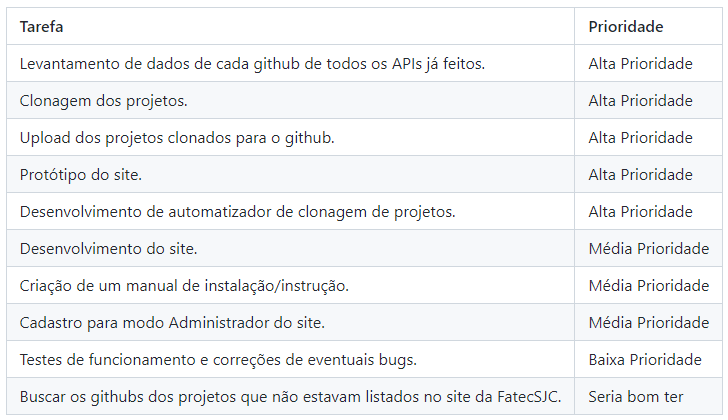 Tarefa Prioridade
Levantamento de dados de cada github de todos os APIs já feitos. Alta Prioridade
Clonagem dos projetos. Alta Prioridade
Upload dos projetos clonados para o github. Alta Prioridade
Protótipo do site. Alta Prioridade
Desenvolvimento de automatizador de clonagem de projetos. Alta Prioridade
Desenvolvimento do site. Média Prioridade
Criação de um manual de instalação/instrução. Média Prioridade
Cadastro para modo Administrador do site. Média Prioridade
Testes de funcionamento e correções de eventuais bugs. Baixa Prioridade
Buscar os githubs dos projetos que não estavam listados no site da FatecSJC. Seria bom ter